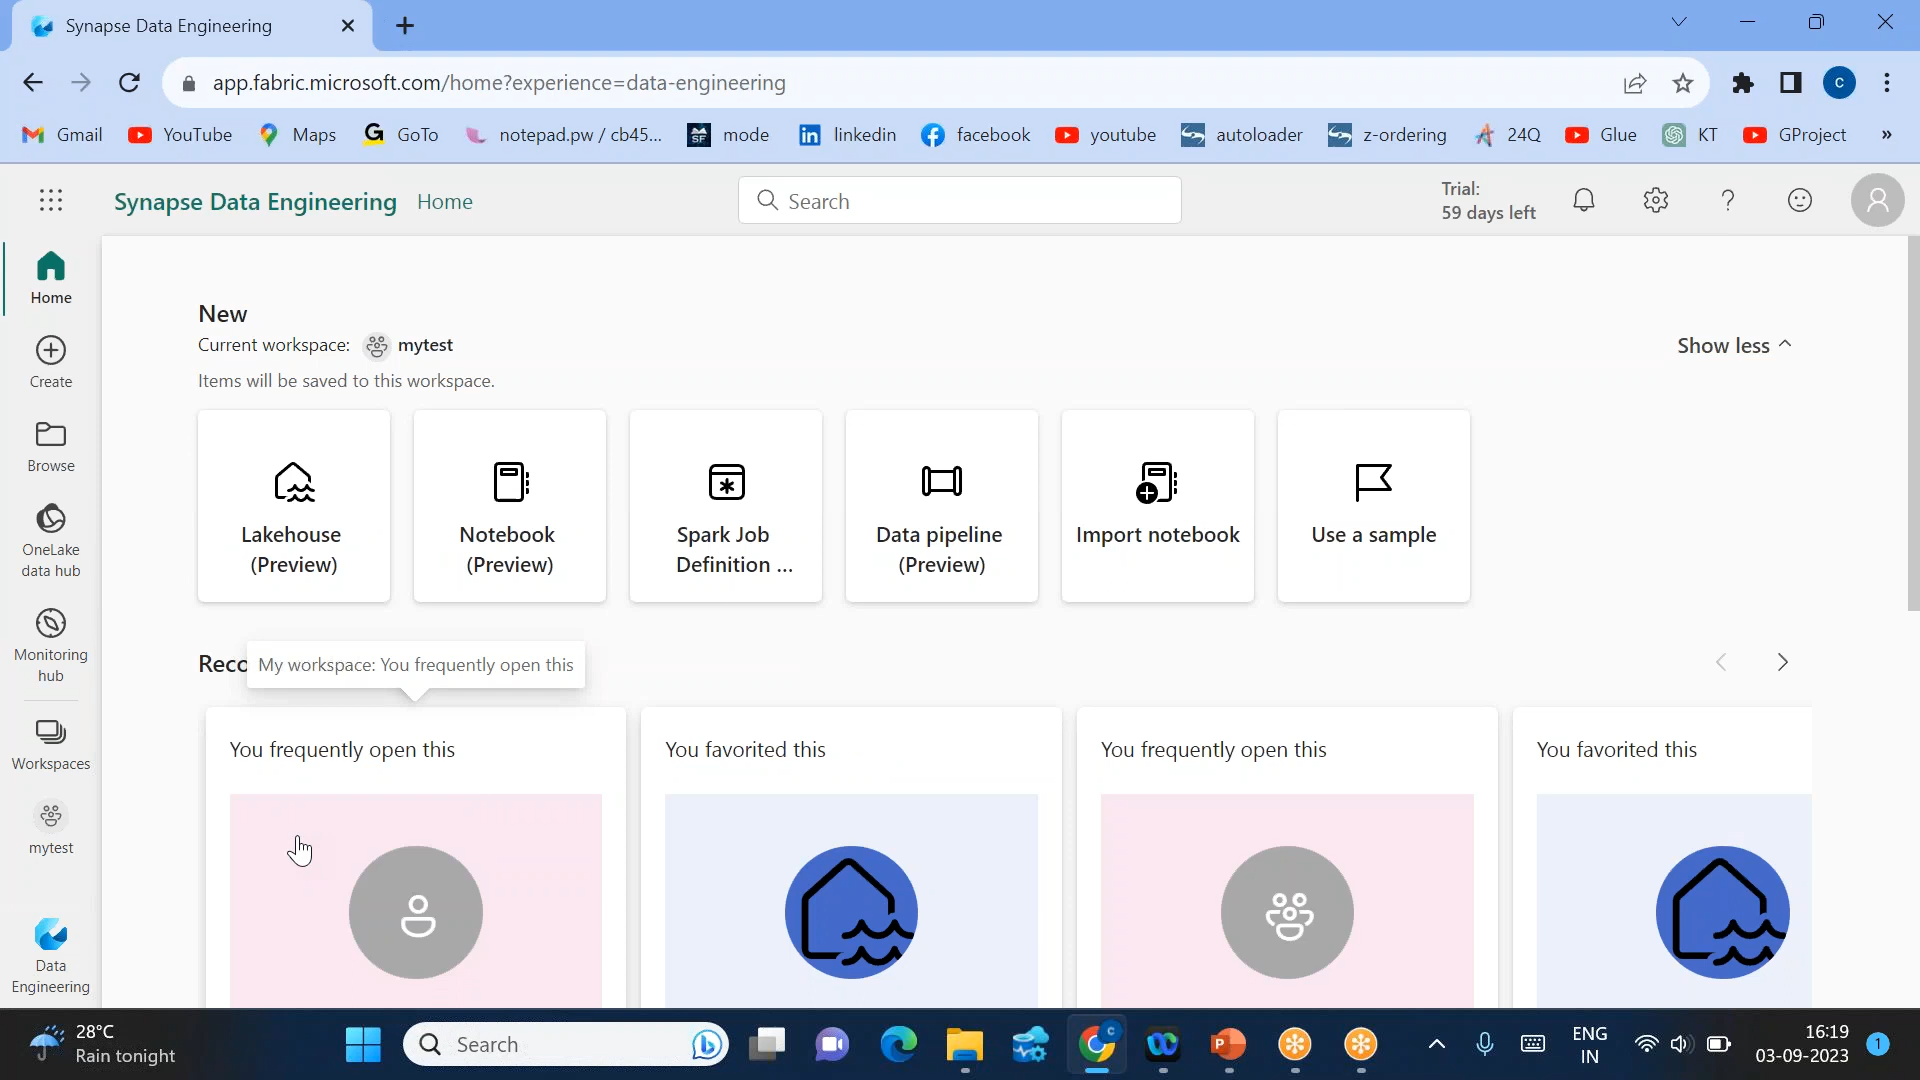 Synapse Data Engineering
app.fabric.microsoft.com/home?experience=data-engineering
Gmail YouTube Maps GoTo notepad.pw / cb45... mode linkedin facebook youtube autoloader z-ordering 24Q Glue KT GProject »
Synapse Data Engineering Home
Search
Trial:
59 days left
Home
Create
Browse
OneLake
data hub
Monitoring
hub
Workspaces
mytest
Data
Engineering
New
Current workspace: mytest
Items will be saved to this workspace.
Show less
Lakehouse
(Preview)
Notebook
(Preview)
Spark Job
Definition ...
Data pipeline
(Preview)
Import notebook
Use a sample
Reco
My workspace: You frequently open this
You frequently open this
You favorited this
You frequently open this
You favorited this
28°C
Rain tonight
Search
ENG
IN
16:19
03-09-2023
1